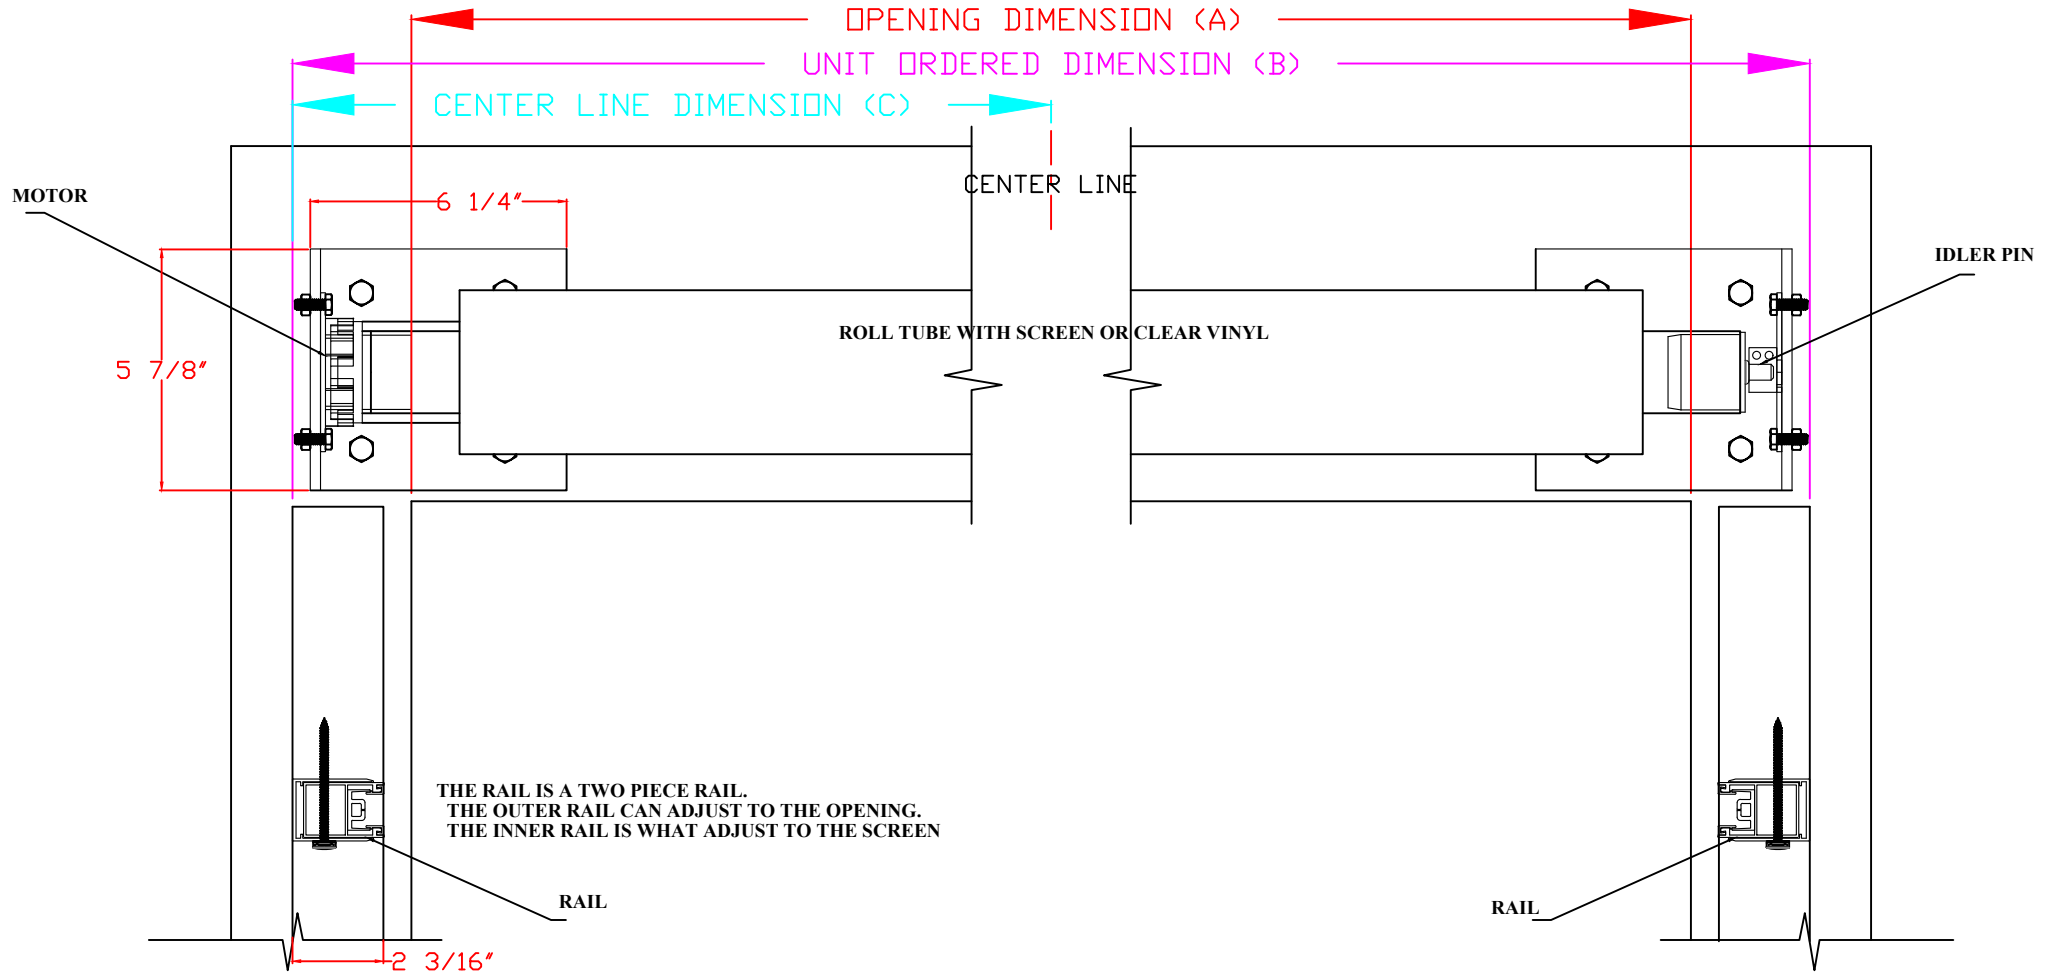 OPENING DIMENSION (A)
UNIT ORDERED DIMENSION (B)
CENTER LINE DIMENSION (C)
CENTER LINE
MOTOR
6 1/4"
IDLER PIN
ROLL TUBE WITH SCREEN OR CLEAR VINYL
5 7/8"
THE RAIL IS A TWO PIECE RAIL.
THE OUTER RAIL CAN ADJUST TO THE OPENING.
THE INNER RAIL IS WHAT ADJUST TO THE SCREEN
RAIL
RAIL
2 3/16"